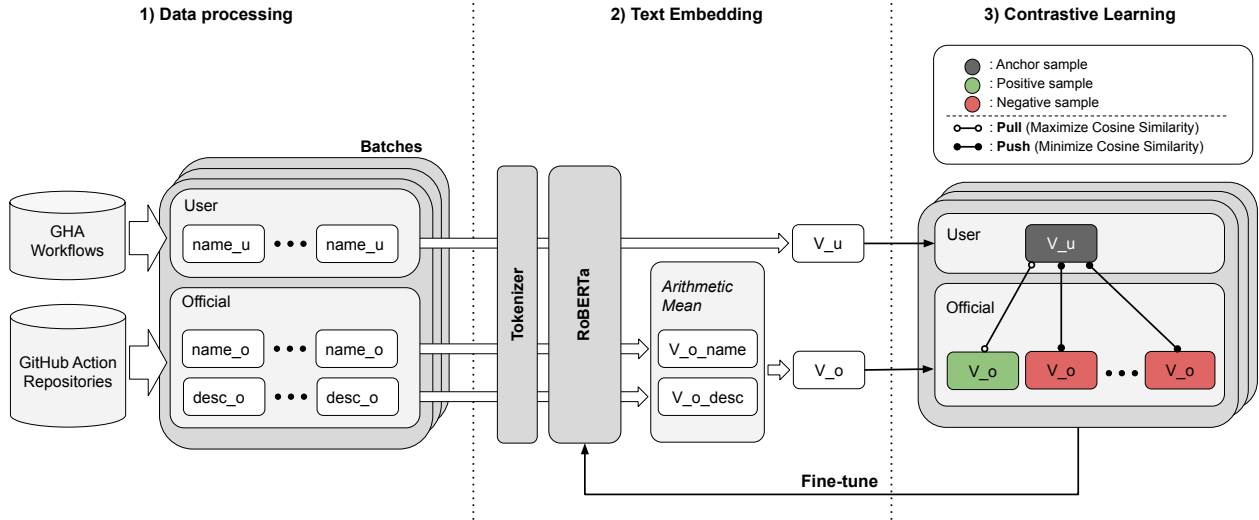 1) Data processing
2) Text Embedding
3) Contrastive Learning
: Anchor sample
: Positive sample
: Negative sample
: Pull (Maximize Cosine Similarity)
: Push (Minimize Cosine Similarity)
Batches
GHA
Workflows
GitHub Action
Repositories
User
name_u
name_u
Official
name_o
name_o
desc_o
desc_o
Tokenizer
RoBERTa
Arithmetic
Mean
V_o_name
V_o_desc
V_u
V_o
User
V_u
Official
V_o
V_o
V_o
Fine-tune